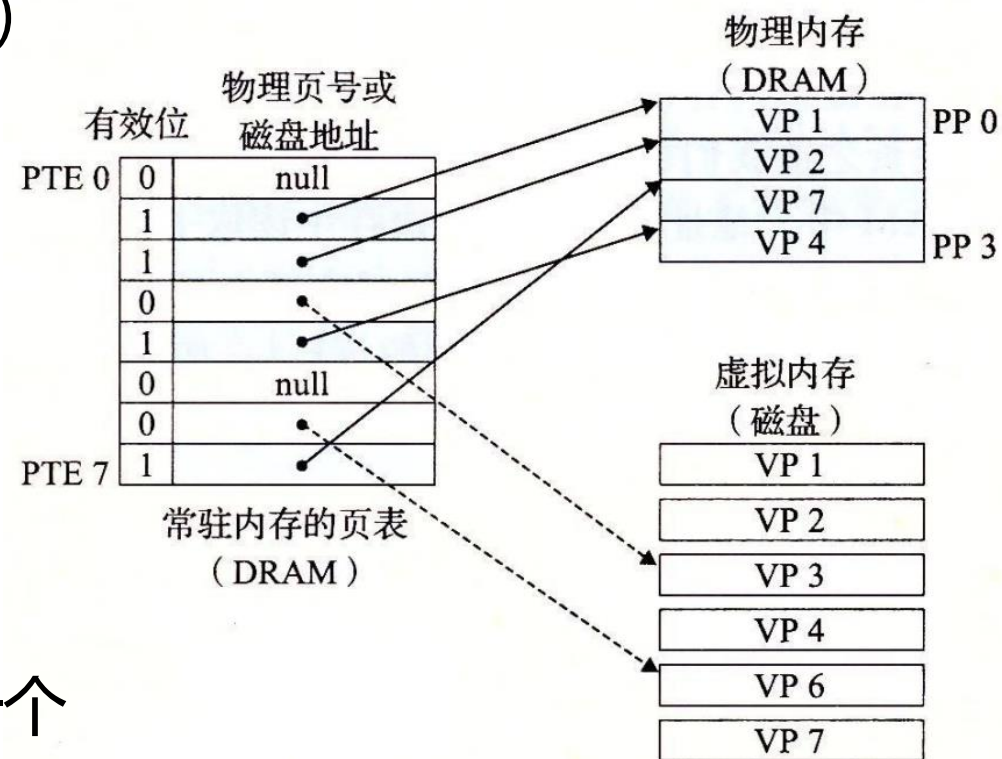 )
物理内存
（DRAM）
物理页号或
磁盘地址
有效位
PTE 0 0 null
1
1
0
1
0 null
0
PTE 7 1
常驻内存的页表
（DRAM）
VP 1 PP 0
VP 2
VP 7
VP 4 PP 3
虚拟内存
（磁盘）
VP 1
VP 2
VP 3
VP 4
VP 6
VP 7
个